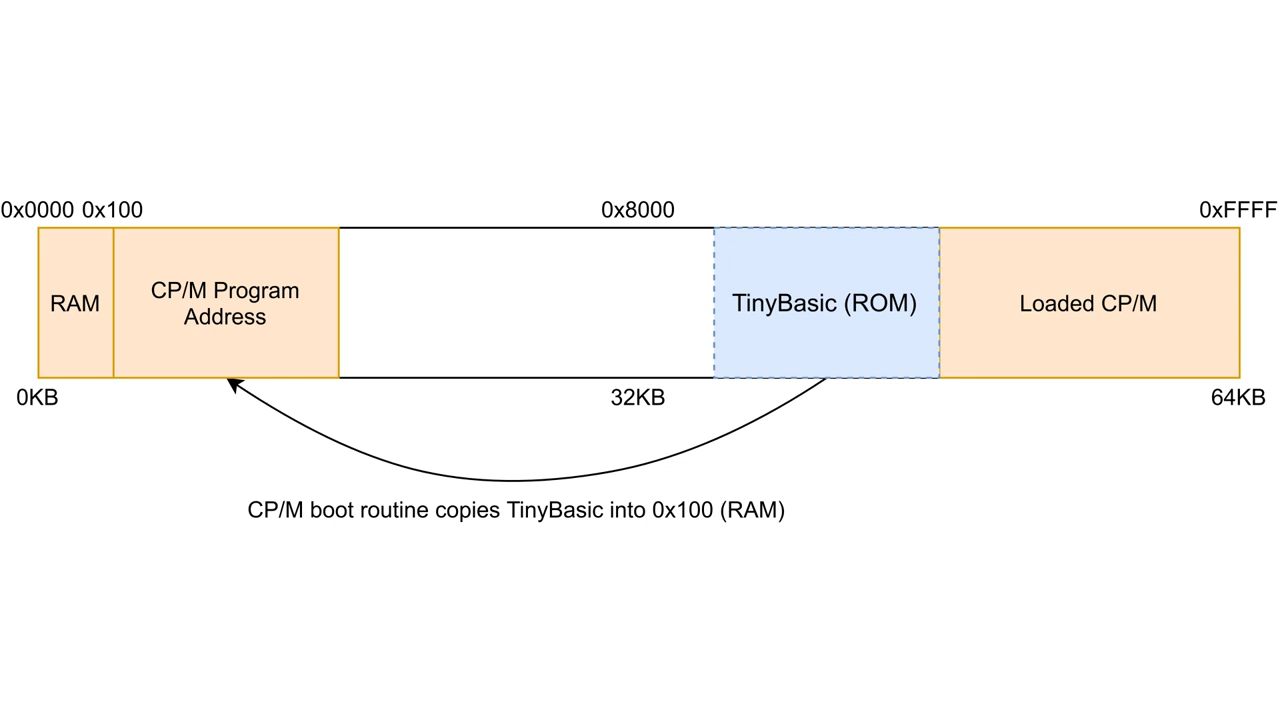 0x0000 0x100 0x8000 0xFFFF
RAM
CP/M Program
Address
TinyBasic (ROM)
Loaded CP/M
0KB 32KB 64KB
CP/M boot routine copies TinyBasic into 0x100 (RAM)